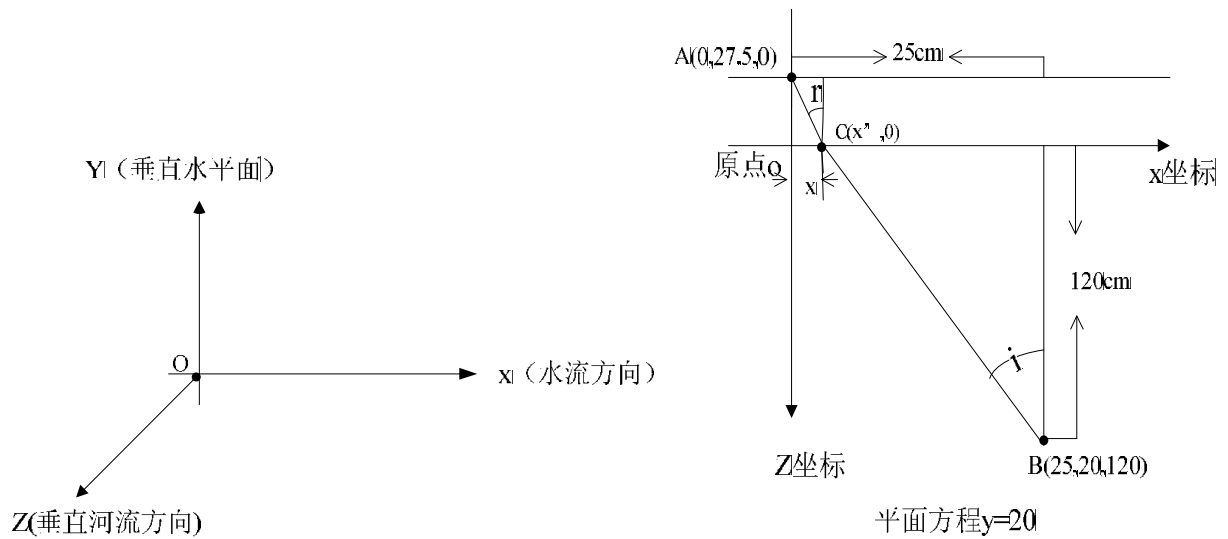 Y（垂直水平面）
O
x（水流方向）
Z(垂直河流方向)
A(0,27.5,0)
25cm
r
C(x'' ,0)
原点o
x
x坐标
120cm
i
Z坐标
B(25,20,120)
平面方程y=20